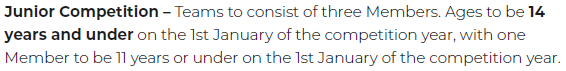 Junior Competition – Teams to consist of three Members. Ages to be 14
years and under on the 1st January of the competition year, with one
Member to be 11 years or under on the 1st January of the competition year.